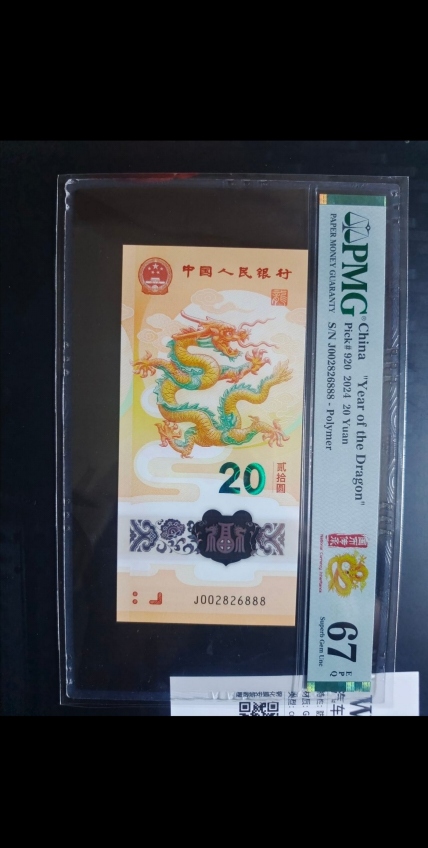 中国人民银行
20
贰拾圆
J002826888
PMG
PAPER MONEY GUARANTY
China "Year of the Dragon"
Pick# 920 2024 20 Yuan
S/N J002826888 - Polymer
67
EPQ
Superb Gem Unc